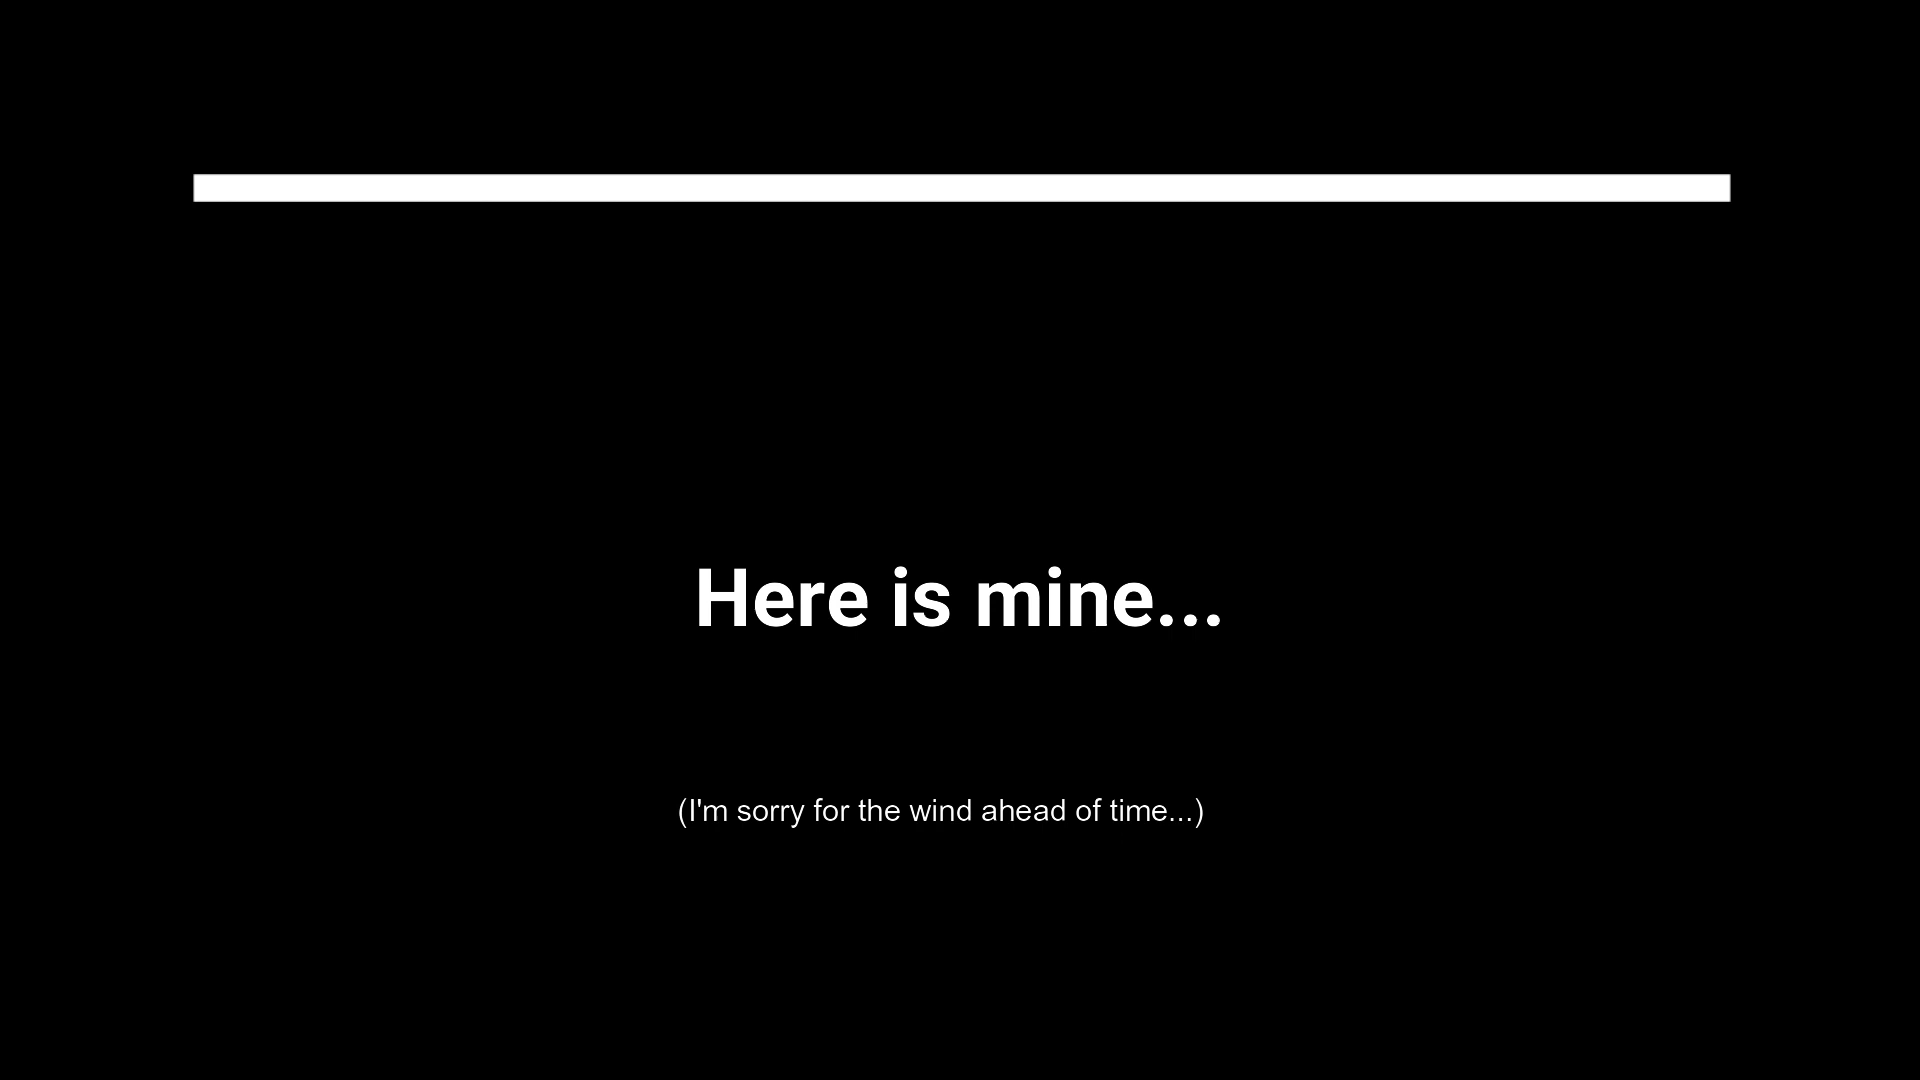 Here is mine...
(I'm sorry for the wind ahead of time...)